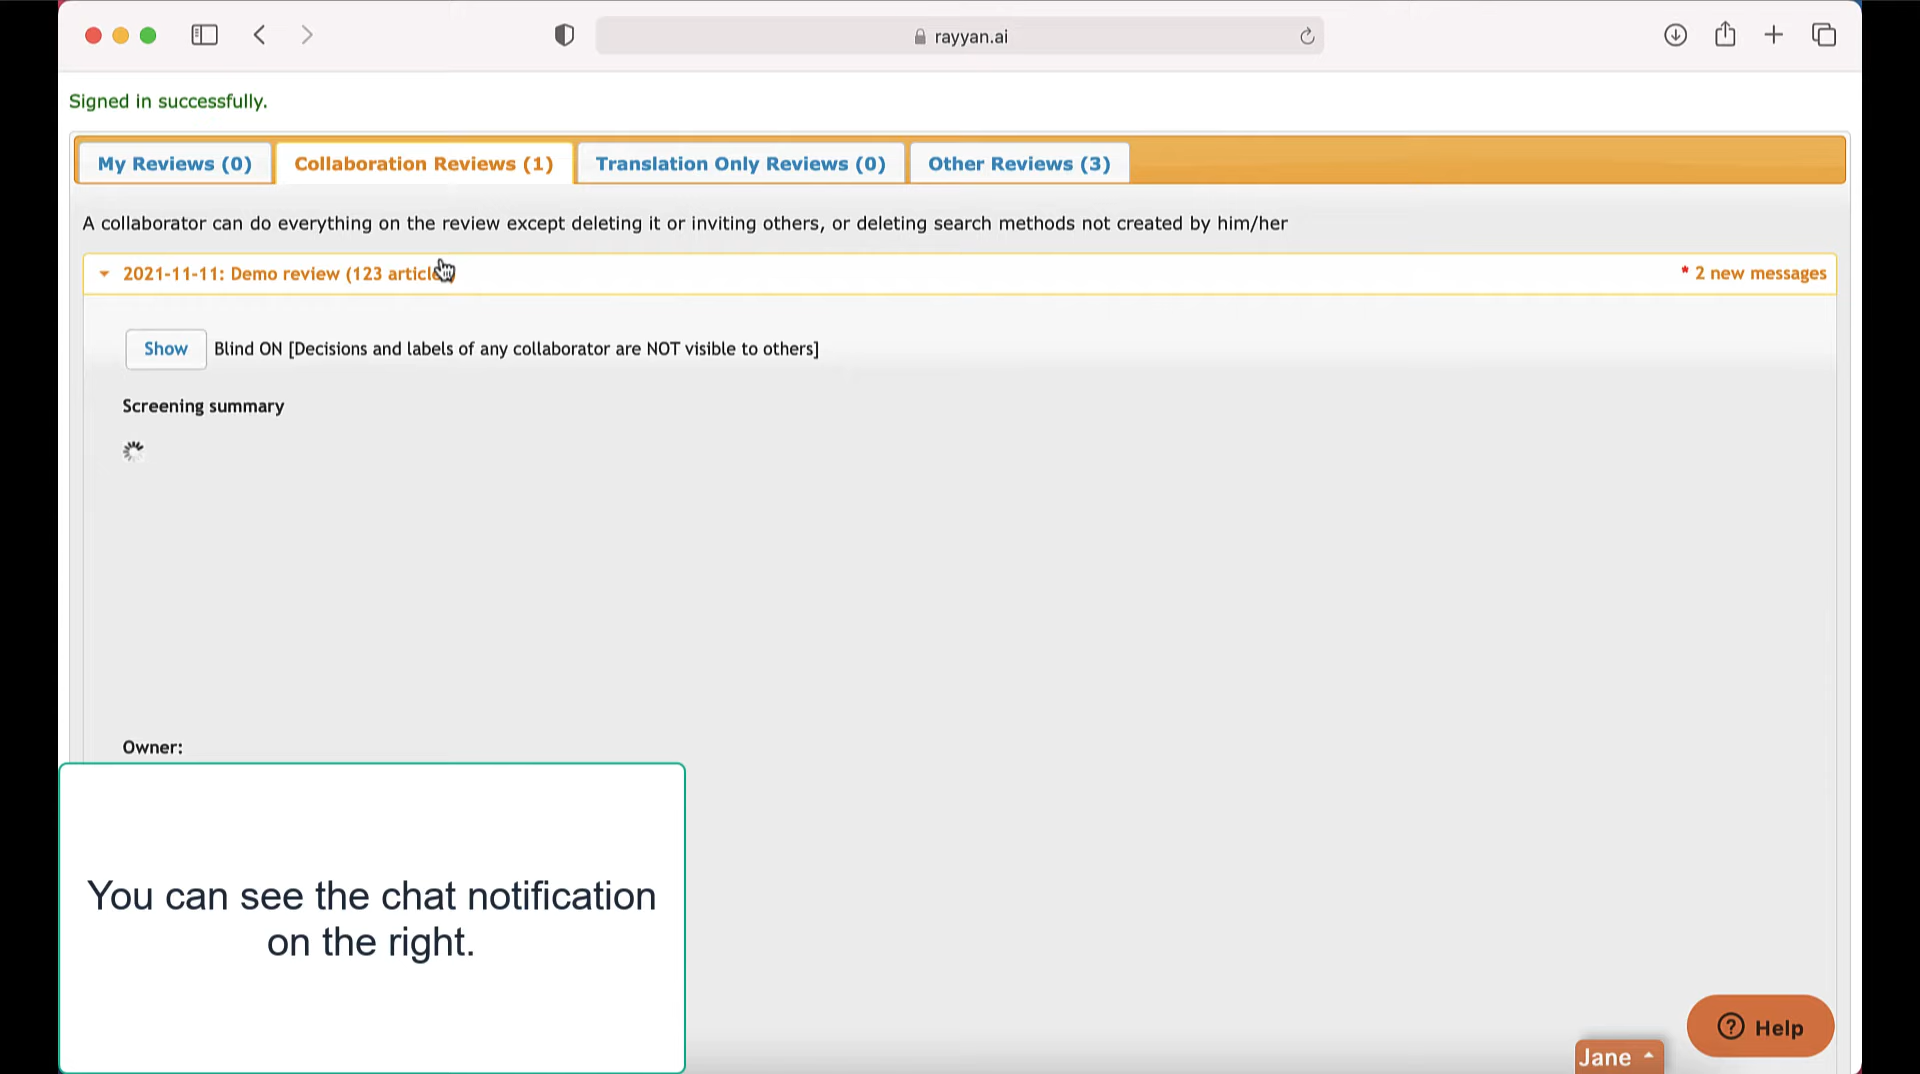 rayyan.ai
Signed in successfully.
My Reviews (0) Collaboration Reviews (1) Translation Only Reviews (0) Other Reviews (3)
A collaborator can do everything on the review except deleting it or inviting others, or deleting search methods not created by him/her
2021-11-11: Demo review (123 article * 2 new messages
Show Blind ON [Decisions and labels of any collaborator are NOT visible to others]
Screening summary
Owner:
You can see the chat notification
on the right.
Help
Jane